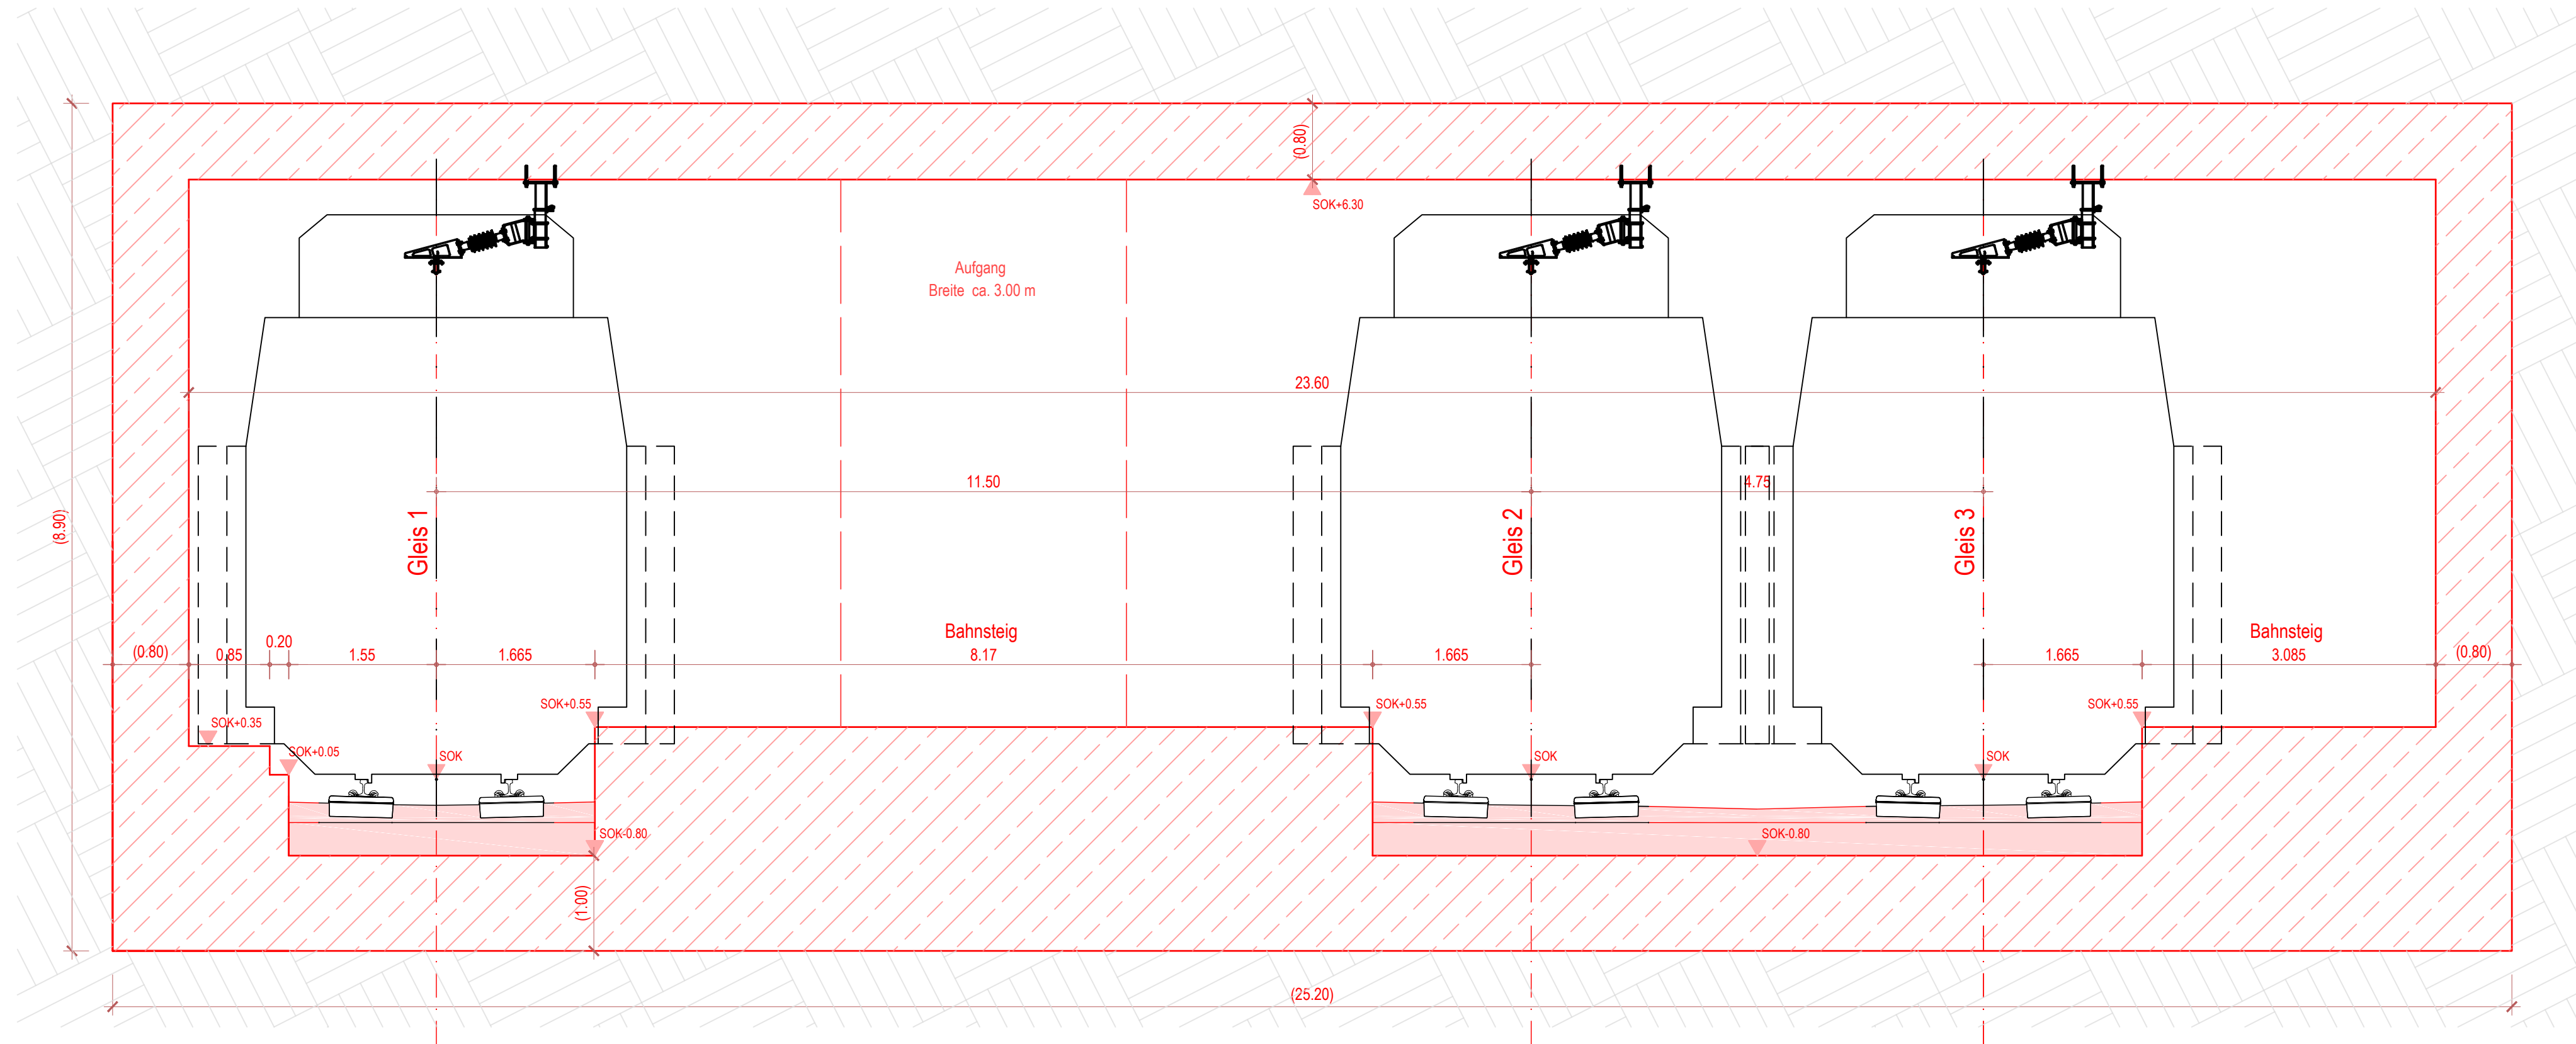 (0.80)
SOK+6.30
Aufgang
Breite ca. 3.00 m
23.60
11.50
4.75
(8.90)
Gleis 1
Gleis 2
Gleis 3
Bahnsteig
Bahnsteig
(0.80)
0.85
0.20
1.55
1.665
8.17
1.665
1.665
3.085
(0.80)
SOK+0.35
SOK+0.05
SOK
SOK+0.55
SOK+0.55
SOK
SOK
SOK+0.55
SOK-0.80
SOK-0.80
(1.00)
(25.20)